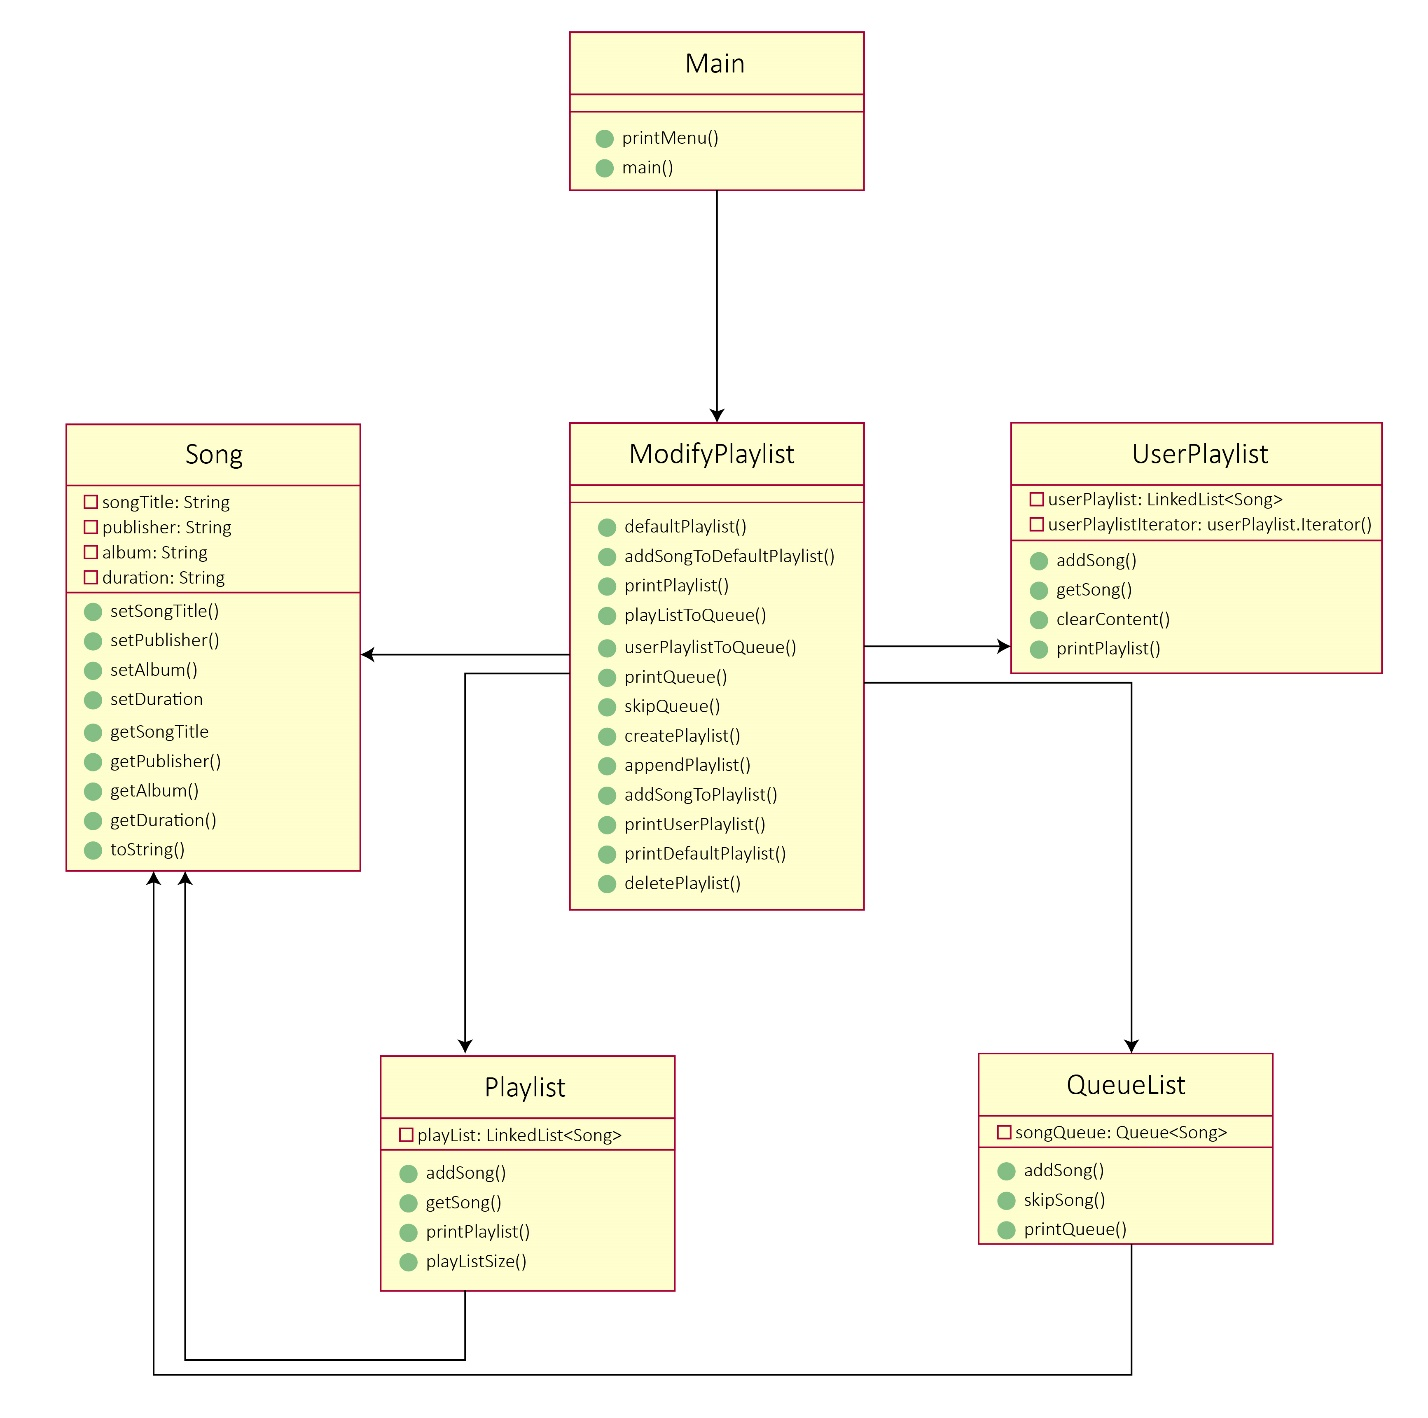 Main
printMenu()
main()
Song
songTitle: String
publisher: String
album: String
duration: String
setSongTitle()
setPublisher()
setAlbum()
setDuration
getSongTitle
getPublisher()
getAlbum()
getDuration()
toString()
ModifyPlaylist
defaultPlaylist()
addSongToDefaultPlaylist()
printPlaylist()
playListToQueue()
userPlaylistToQueue()
printQueue()
skipQueue()
createPlaylist()
appendPlaylist()
addSongToPlaylist()
printUserPlaylist()
printDefaultPlaylist()
deletePlaylist()
UserPlaylist
userPlaylist: LinkedList<Song>
userPlaylistIterator: userPlaylist.Iterator()
addSong()
getSong()
clearContent()
printPlaylist()
Playlist
playList: LinkedList<Song>
addSong()
getSong()
printPlaylist()
playListSize()
QueueList
songQueue: Queue<Song>
addSong()
skipSong()
printQueue()